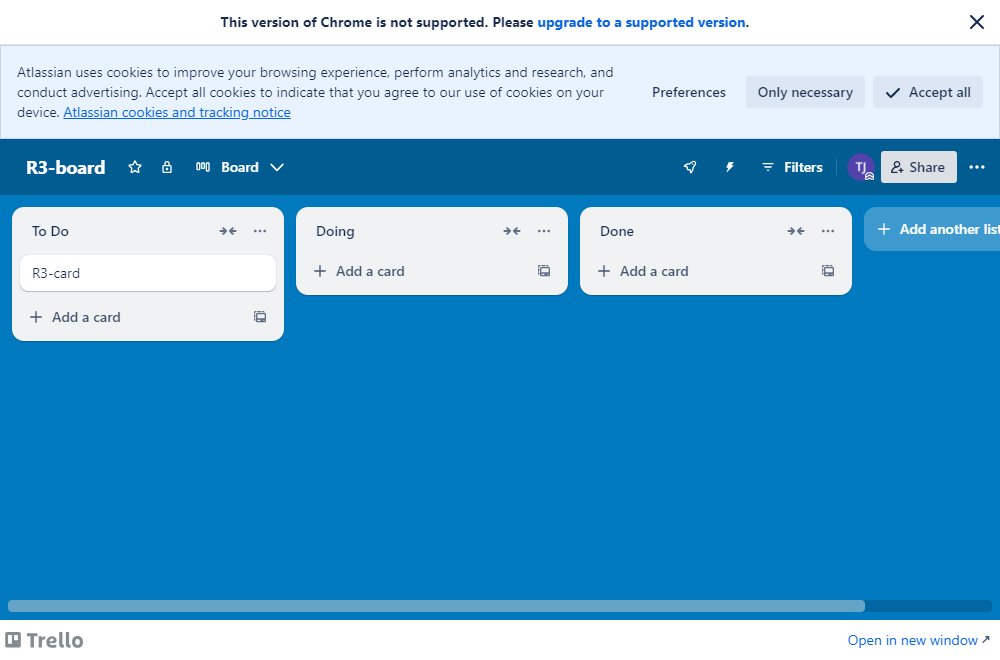 This version of Chrome is not supported. Please upgrade to a supported version.
Atlassian uses cookies to improve your browsing experience, perform analytics and research, and
conduct advertising. Accept all cookies to indicate that you agree to our use of cookies on your
device. Atlassian cookies and tracking notice
Preferences
Only necessary
Accept all
R3-board
Board
Filters
TJ
Share
To Do
R3-card
Add a card
Doing
Add a card
Done
Add a card
Add another list
Trello
Open in new window